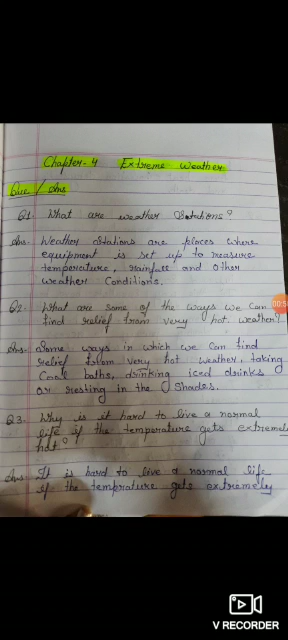 Chapter-4 Extreme Weather
Que / Ans
Q1. What are weather Stations?
Ans- Weather Stations are places where
equipment is set up to measure
temperature, rainfall and other
weather Conditions.
Q2- What are some of the ways we can
find relief from very hot weather?
Ans- Some ways in which we can find
relief from very hot weather, taking
Cool baths, drinking iced drinks
or resting in the Shades.
Q3- Why is it hard to live a normal
life if the temperature gets extremely
hot?
Ans It is hard to live a normal life
if the temprature gets extremely
00:5
V RECORDER